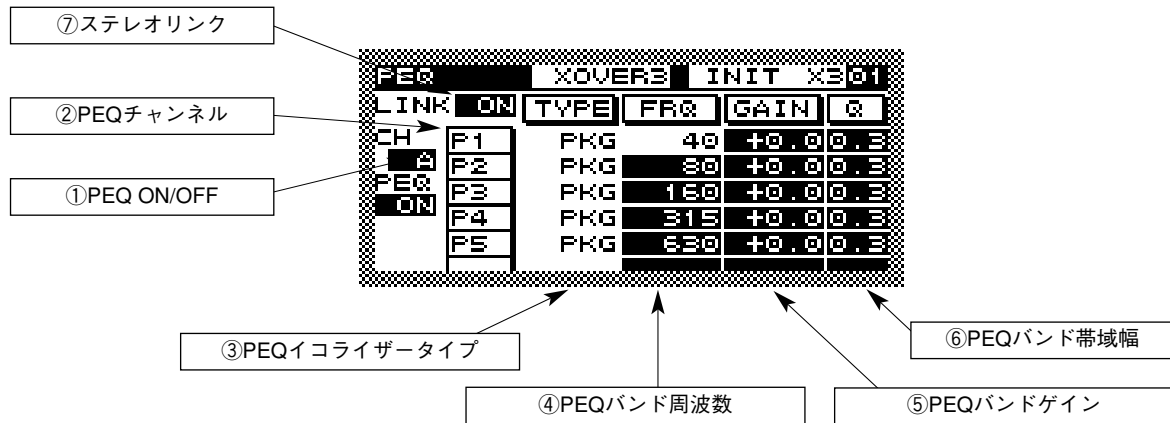 ⑦ステレオリンク
②PEQチャンネル
①PEQ ON/OFF
PEQ XOVER3 INIT X3 01
LINK ON TYPE FRQ GAIN Q
CH P1 PKG 40 +0.0 0.3
A P2 PKG 80 +0.0 0.3
PEQ P3 PKG 160 +0.0 0.3
ON P4 PKG 315 +0.0 0.3
P5 PKG 630 +0.0 0.3
③PEQイコライザータイプ
⑥PEQバンド帯域幅
④PEQバンド周波数
⑤PEQバンドゲイン